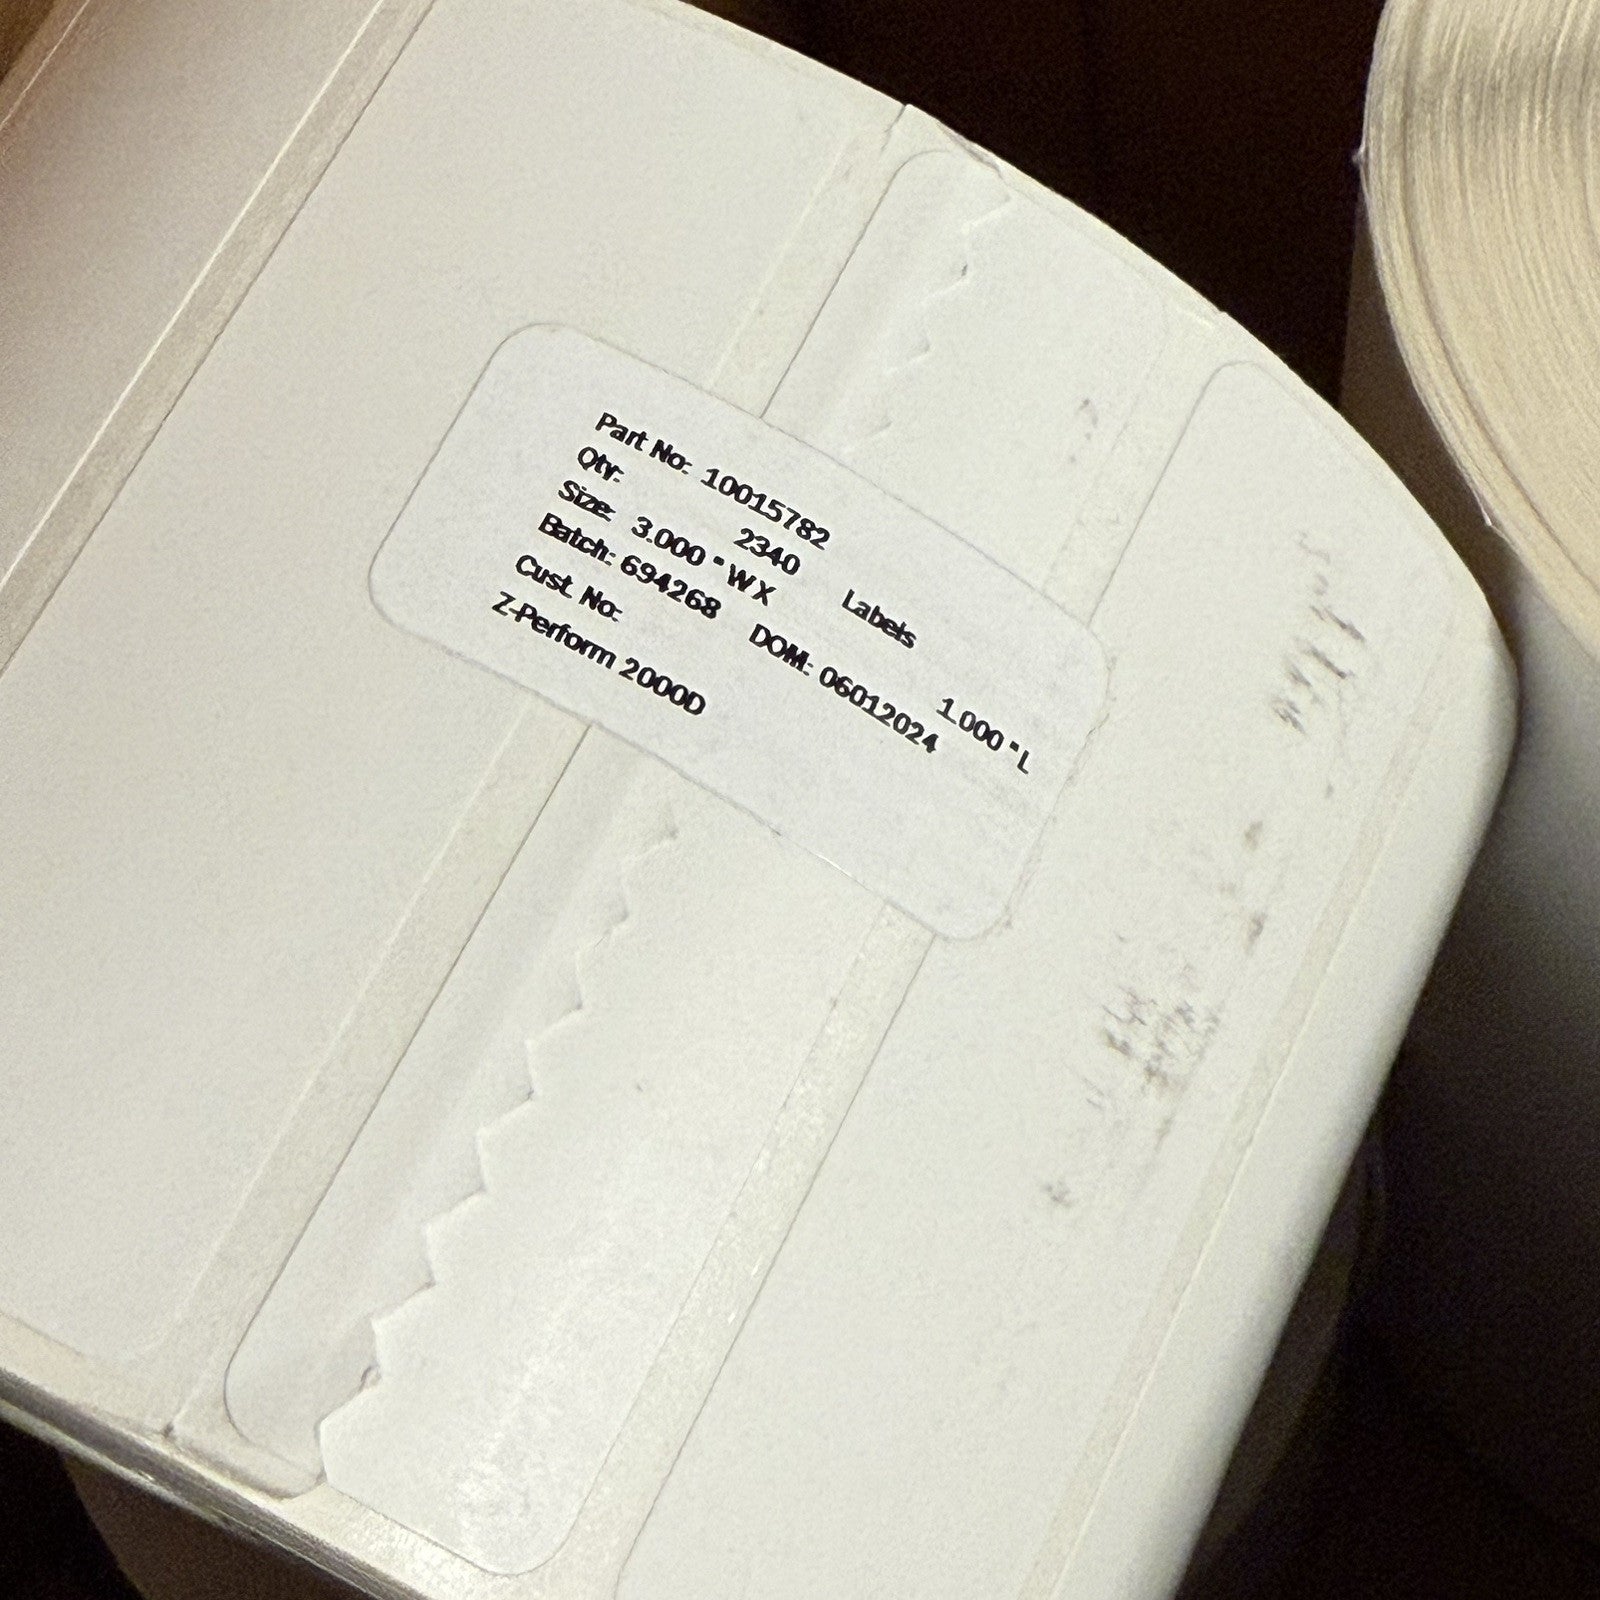 Part No: 10015782
Qty: 2340 Labels
Size: 3.000 "W X 1.000 "L
Batch: 694268 DOM: 06012024
Cust. No:
Z-Perform 2000D